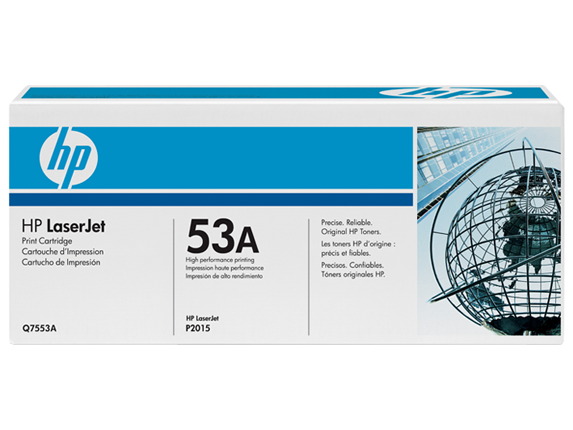 hp
HP LaserJet
Print Cartridge
Cartouche d'Impression
Cartucho de Impresión
Q7553A
53A
High performance printing
Impression haute performance
Impresión de alto rendimiento
HP LaserJet
P2015
Precise. Reliable.
Original HP Toners.
Les toners HP d'origine :
précis et fiables.
Precisos. Confiables.
Tóners originales HP.